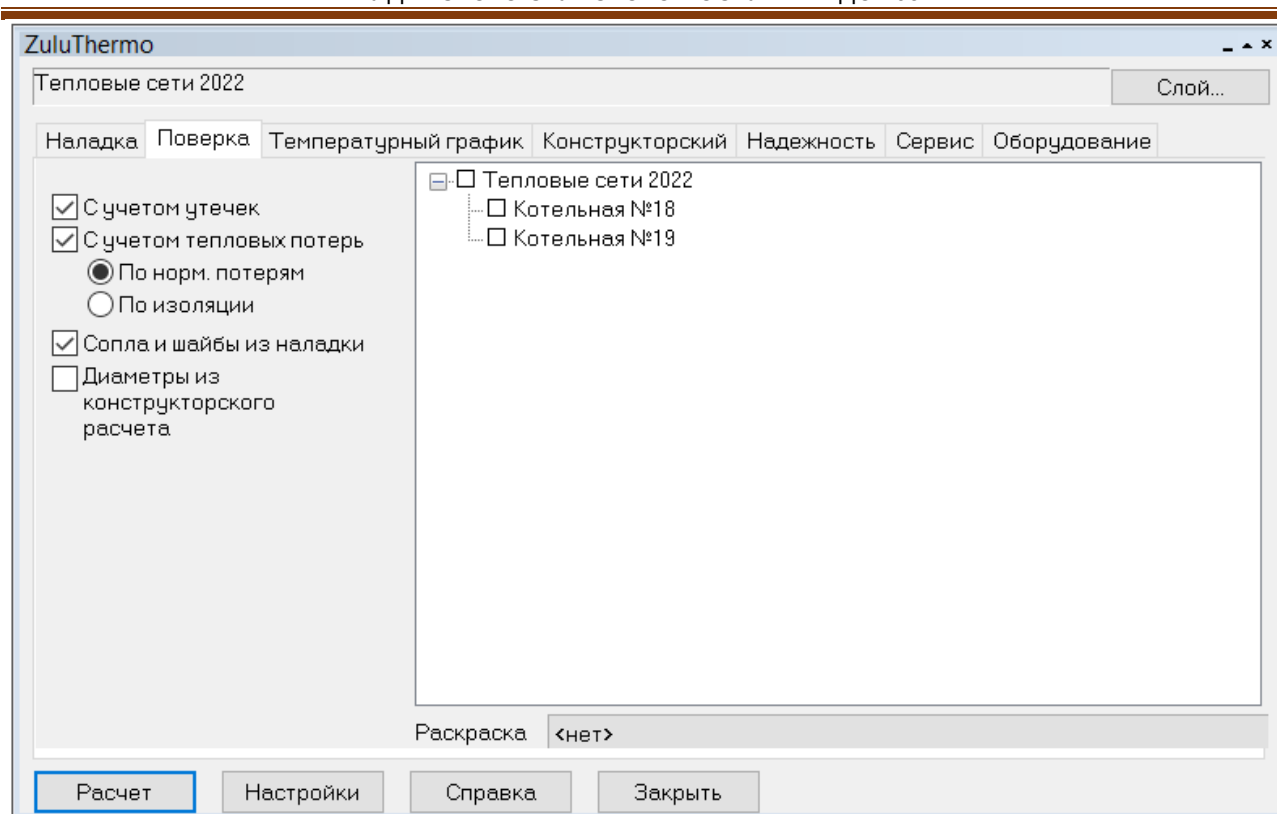 ZuluThermo
Тепловые сети 2022
Слой...
Наладка Поверка Температурный график Конструкторский Надежность Сервис Оборудование
С учетом утечек
С учетом тепловых потерь
По норм. потерям
По изоляции
Сопла и шайбы из наладки
Диаметры из
конструкторского
расчета
Тепловые сети 2022
Котельная №18
Котельная №19
Раскраска <нет>
Расчет Настройки Справка Закрыть